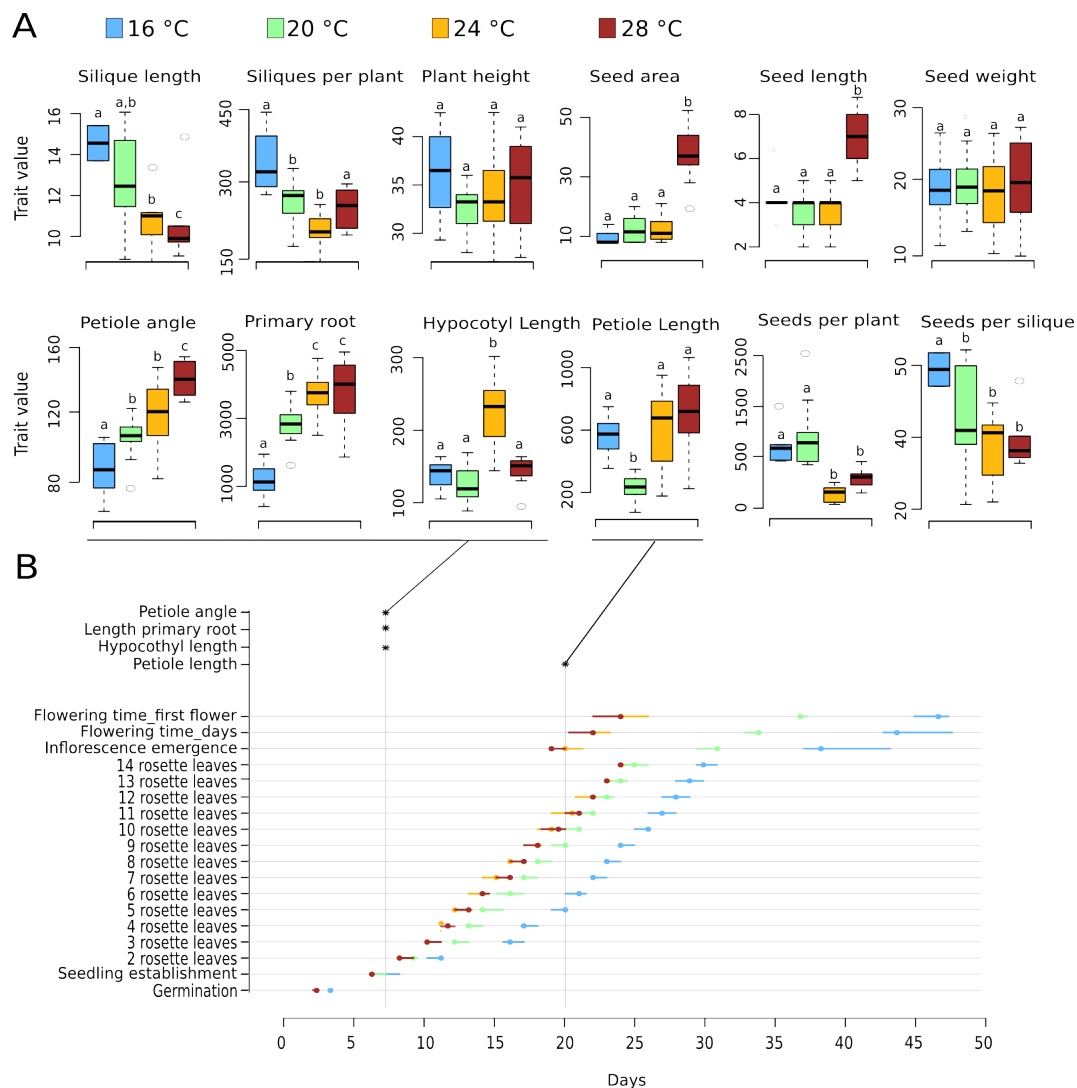 A
16 °C 20 °C 24 °C 28 °C
Silique length Siliques per plant Plant height Seed area Seed length Seed weight
Trait value
10 12 14 16
a a,b b c
150 300 450
a b b a
30 35 40
a a a a
10 30 50
a a a b
2 4 6 8
a a a b
10 20 30
a a a a
Petiole angle Primary root Hypocotyl Length Petiole Length Seeds per plant Seeds per silique
Trait value
80 120 160
a b b c
1000 3000 5000
a b c c
100 200 300
a a b a
200 600 1000
a b a a
0 500 1500 2500
a a b b
20 40 50
a b b b
B
Petiole angle
Length primary root
Hypocothyl length
Petiole length
Flowering time_first flower
Flowering time_days
Inflorescence emergence
14 rosette leaves
13 rosette leaves
12 rosette leaves
11 rosette leaves
10 rosette leaves
9 rosette leaves
8 rosette leaves
7 rosette leaves
6 rosette leaves
5 rosette leaves
4 rosette leaves
3 rosette leaves
2 rosette leaves
Seedling establishment
Germination
0 5 10 15 20 25 30 35 40 45 50
Days